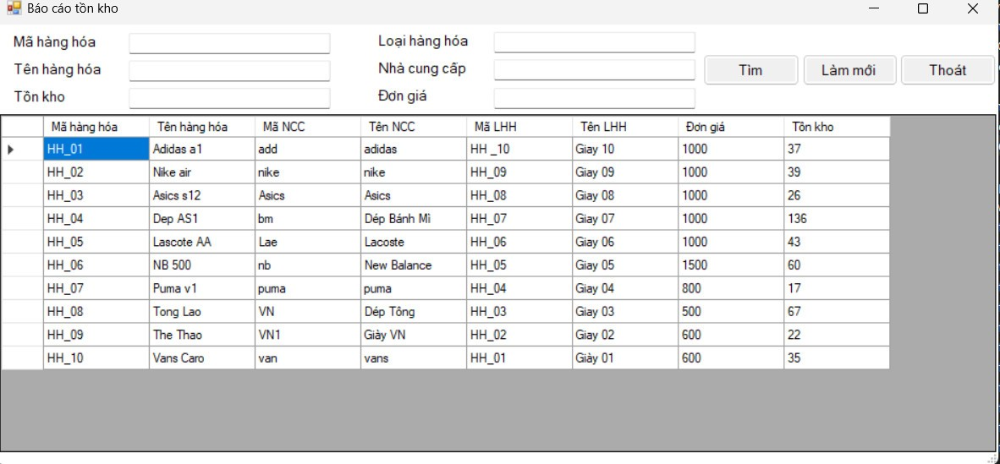 Báo cáo tồn kho
Mã hàng hóa Loại hàng hóa
Tên hàng hóa Nhà cung cấp Tìm Làm mới Thoát
Tồn kho Đơn giá
Mã hàng hóa Tên hàng hóa Mã NCC Tên NCC Mã LHH Tên LHH Đơn giá Tồn kho
HH_01 Adidas a1 add adidas HH _10 Giay 10 1000 37
HH_02 Nike air nike nike HH_09 Giay 09 1000 39
HH_03 Asics s12 Asics Asics HH_08 Giay 08 1000 26
HH_04 Dep AS1 bm Dép Bánh Mì HH_07 Giay 07 1000 136
HH_05 Lascote AA Lae Lacoste HH_06 Giay 06 1000 43
HH_06 NB 500 nb New Balance HH_05 Giay 05 1500 60
HH_07 Puma v1 puma puma HH_04 Giay 04 800 17
HH_08 Tong Lao VN Dép Tông HH_03 Giay 03 500 67
HH_09 The Thao VN1 Giày VN HH_02 Giay 02 600 22
HH_10 Vans Caro van vans HH_01 Giày 01 600 35